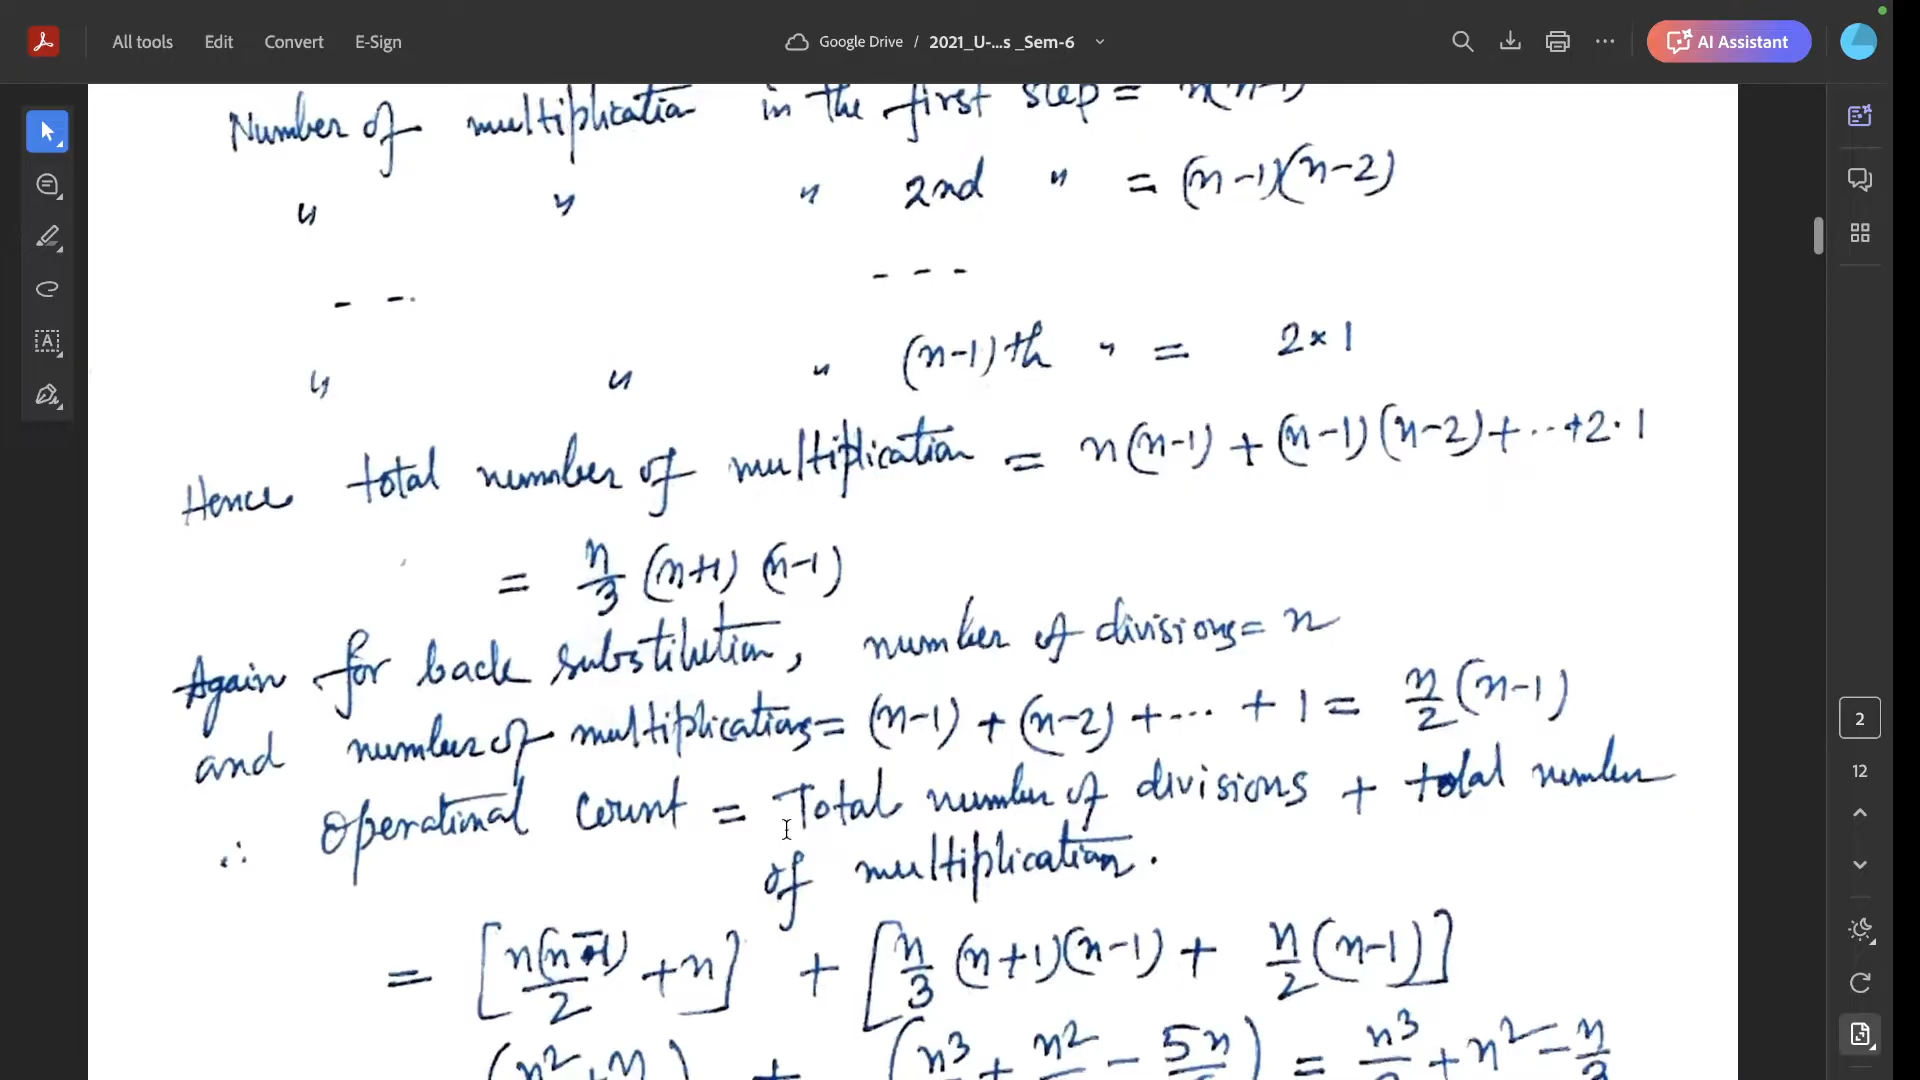 All tools Edit Convert E-Sign Google Drive / 2021_U-...s _Sem-6 AI Assistant
Number of multiplication in the first step = n(n-1)
" " " 2nd " = (n-1)(n-2)
- - . - - -
" " " (n-1)th " = 2×1
Hence total number of multiplication = n(n-1) + (n-1)(n-2)+...+2.1
= n/3 (n+1) (n-1)
Again for back substitution, number of divisions = n
and number of multiplications = (n-1) + (n-2) +... + 1 = n/2 (n-1)
∴ operational count = Total number of divisions + total number
of multiplication.
= [n(n-1)/2 + n] + [n/3 (n+1)(n-1) + n/2 (n-1)]
2
12